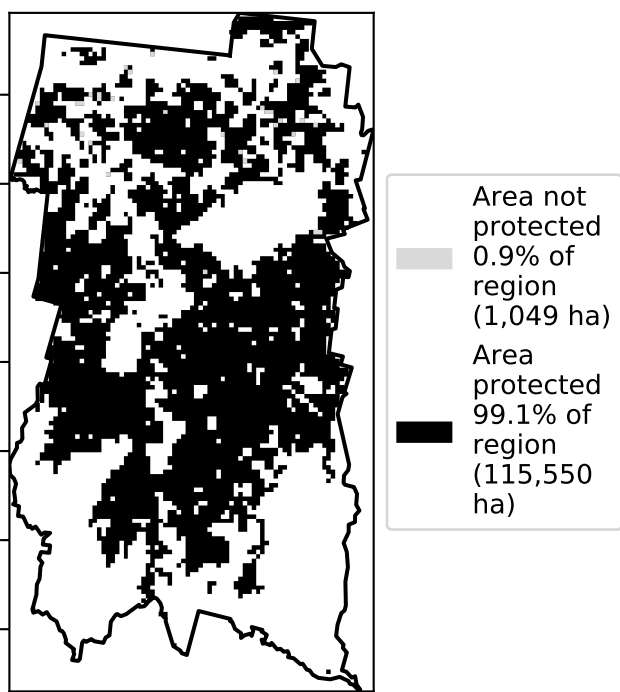 Area not
protected
0.9% of
region
(1,049 ha)
Area
protected
99.1% of
region
(115,550
ha)